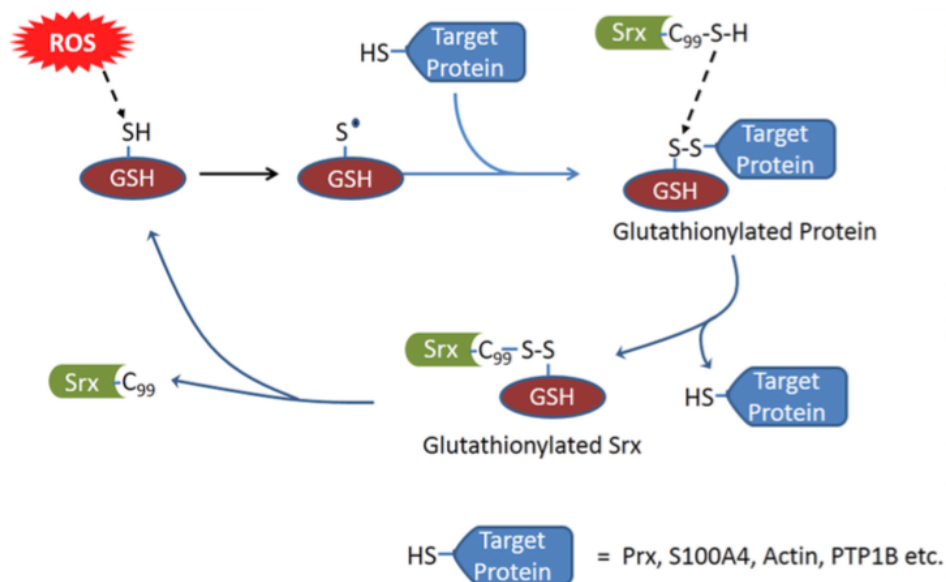 ROS
SH
GSH
S•
GSH
HS
Target
Protein
Srx
C99-S-H
S-S
Target
Protein
GSH
Glutathionylated Protein
Srx
C99
S-S
GSH
Glutathionylated Srx
HS
Target
Protein
Srx
C99
HS
Target
Protein
= Prx, S100A4, Actin, PTP1B etc.